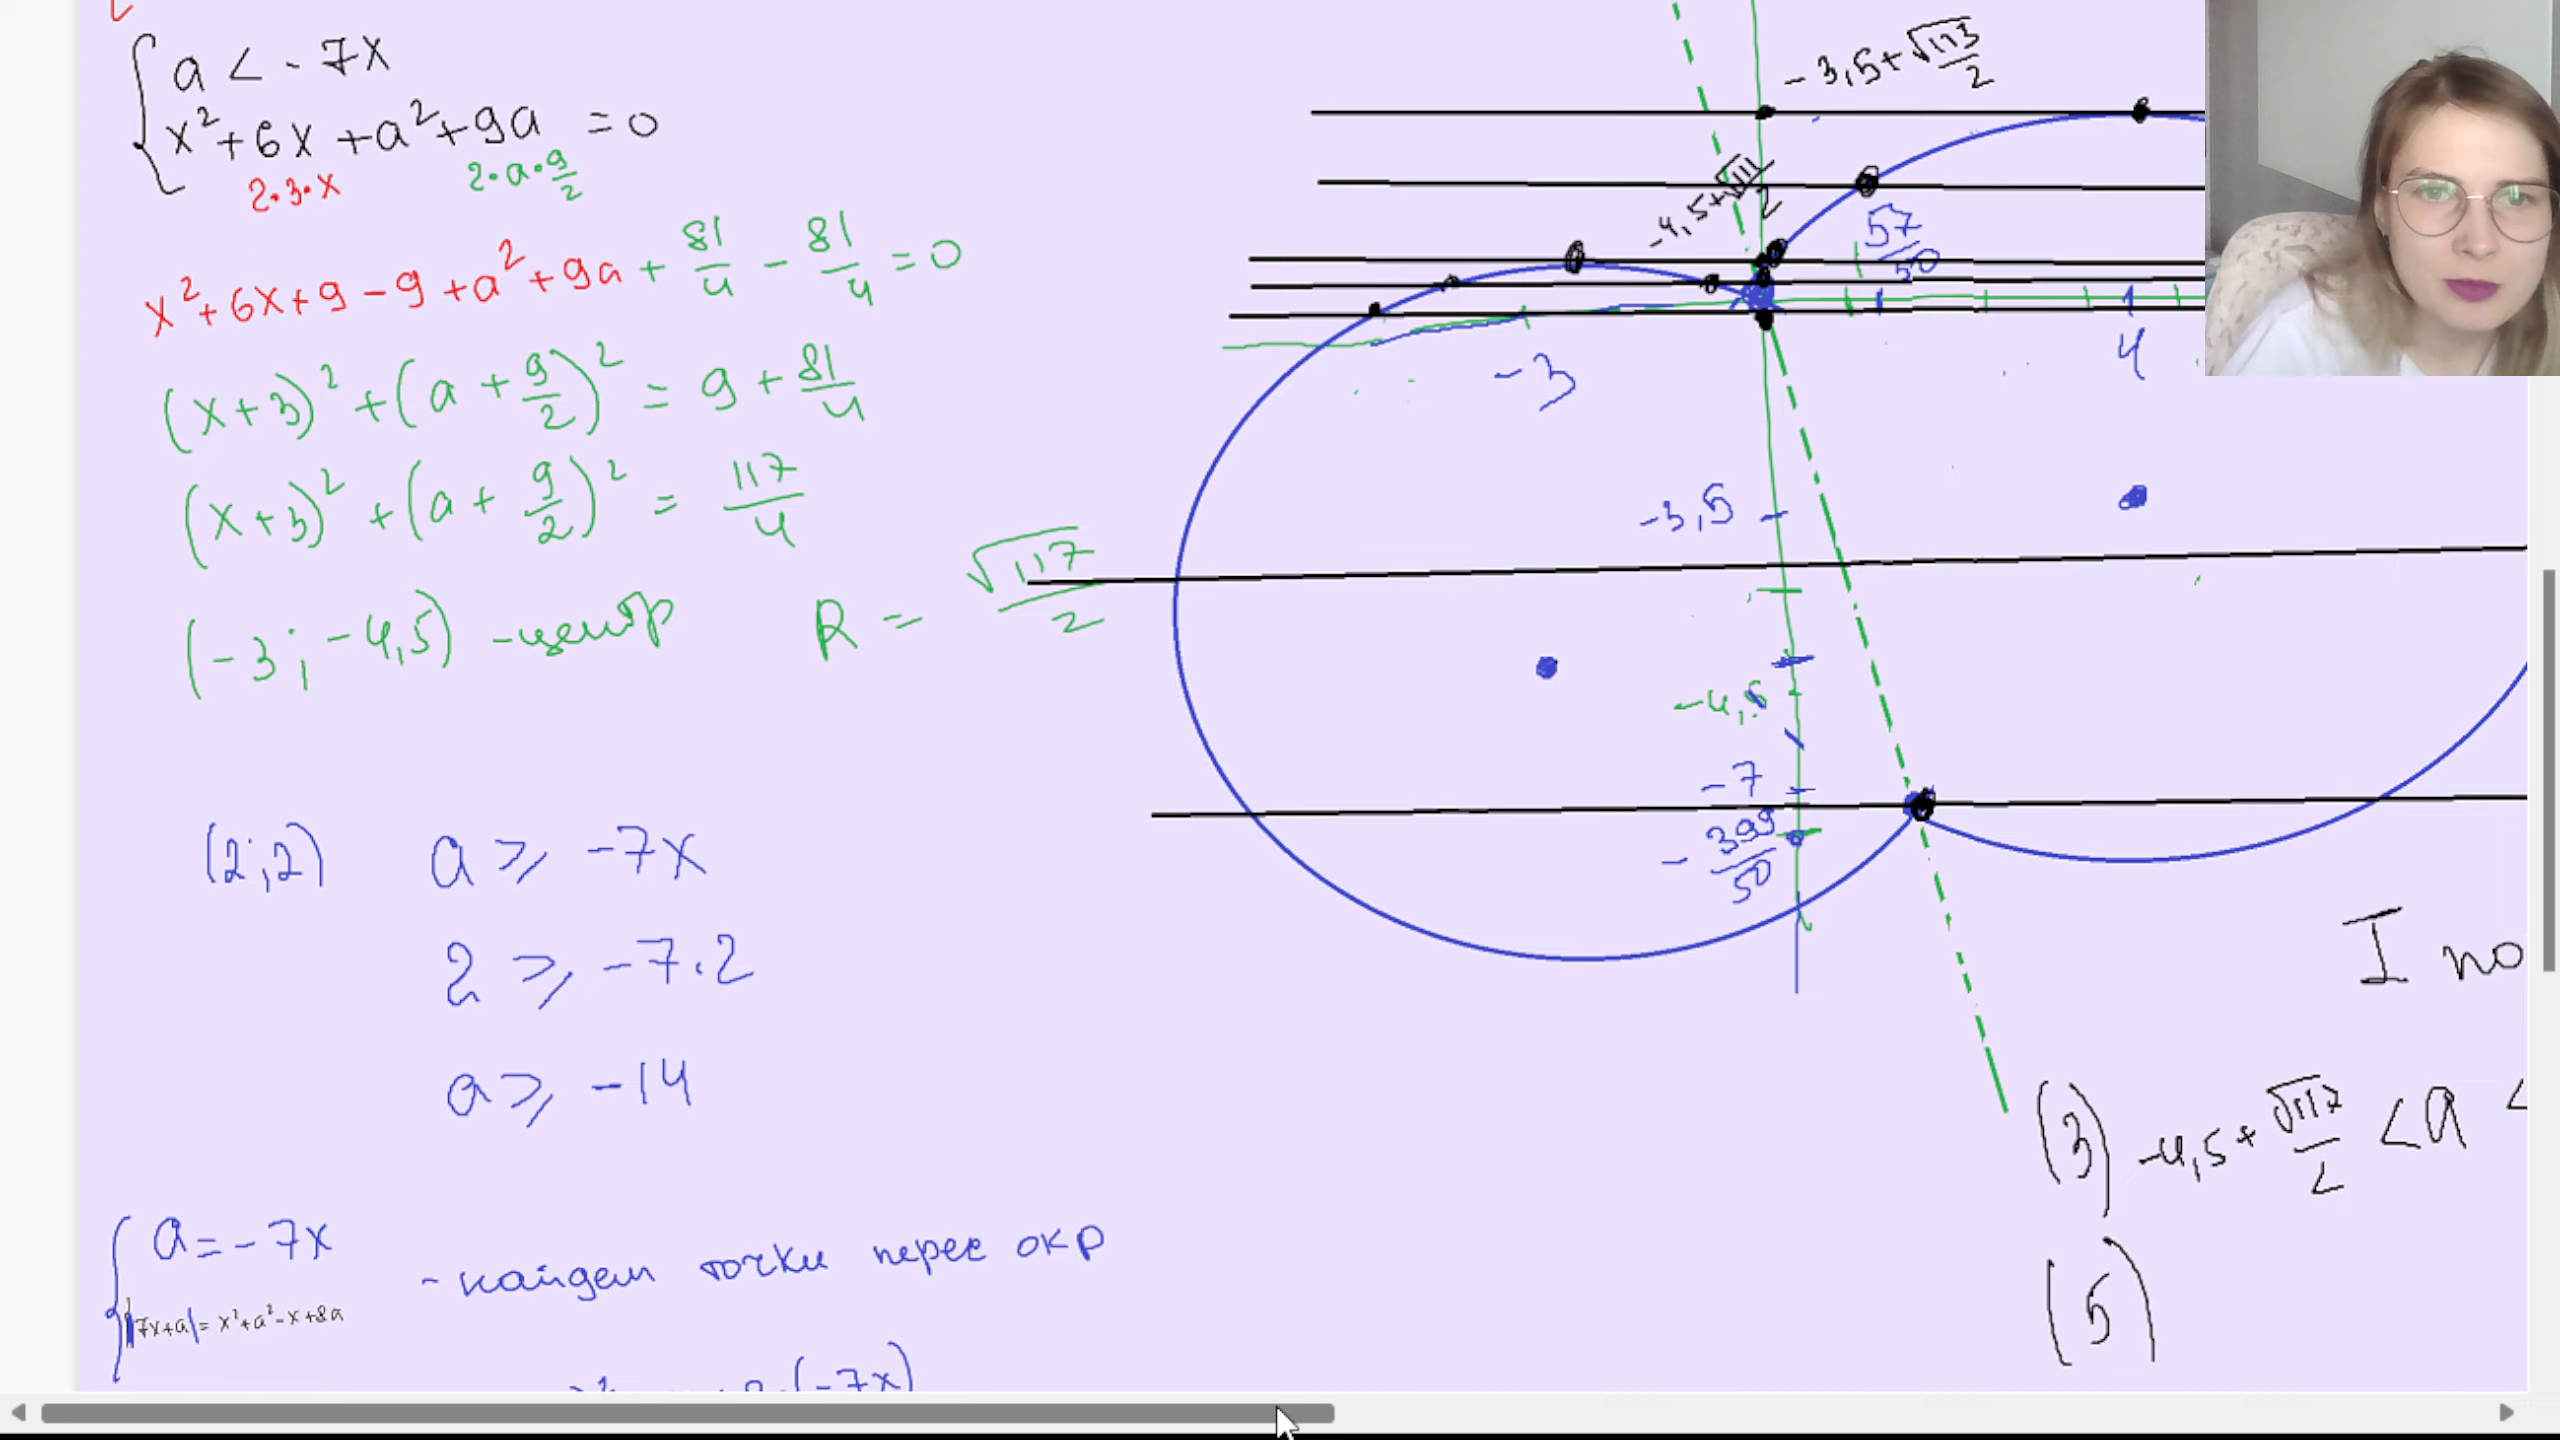 { a < -7x
x² + 6x + a² + 9a = 0
2·3·x 2·a·9/2
x² + 6x + 9 - 9 + a² + 9a + 81/4 - 81/4 = 0
(x+3)² + (a + 9/2)² = 9 + 81/4
(x+3)² + (a + 9/2)² = 117/4
(-3; -4,5) - центр R = √117/2
(2;2) a ⩾ -7x
2 ⩾ -7·2
a ⩾ -14
{ a = -7x
|7x+a| = x²+a²-x+8a
- найдем точки перес окр
(-7x)
-3,5+√113/2
-4,5+√117/2
57/50
-3
4
-3,5
-4,5
-7
-399/50
I по
(3) -4,5+√117/2 < a <
(5)